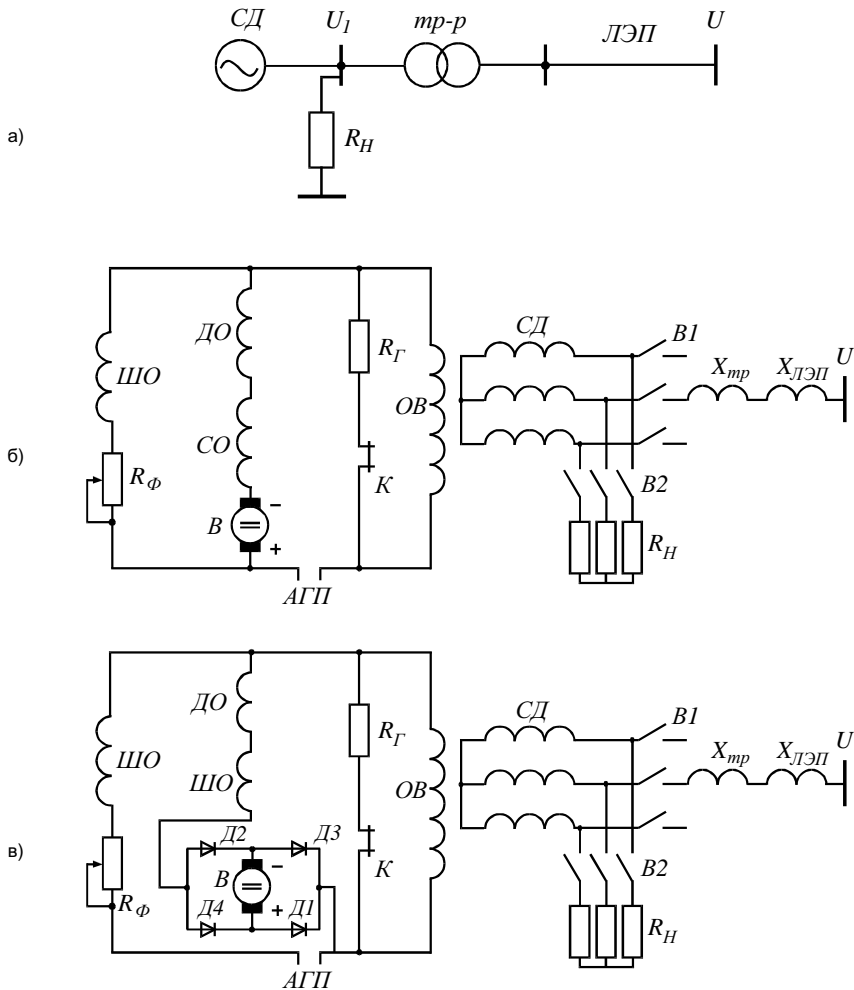 СД U1 тр-р ЛЭП U
а)
RН
ДО СД В1
ШО RГ Xтр XЛЭП U
ОВ
СО
б) RФ К
В − В2
+ RН
АГП
ДО СД В1
ШО RГ Xтр XЛЭП U
ШО ОВ
Д2 Д3
в) В − К В2
RФ Д4 + Д1 RН
АГП